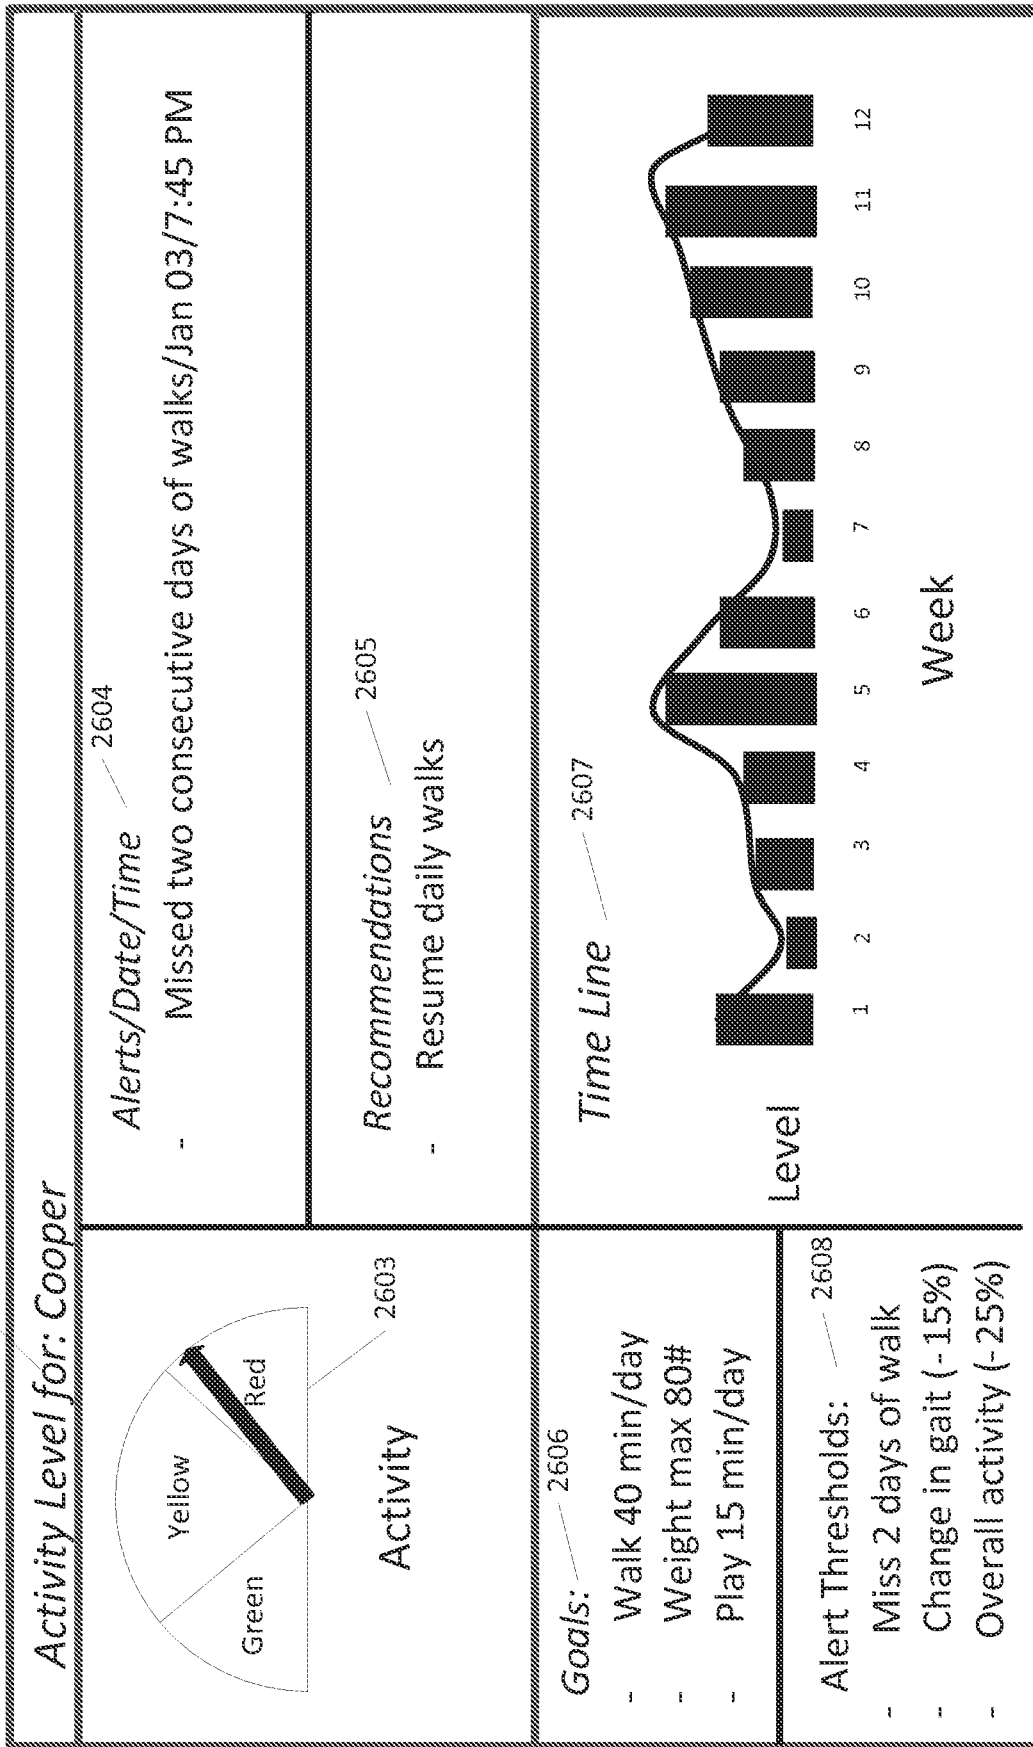 Activity Level for: Cooper
Green
Yellow
Red
2603
Activity
Alerts/Date/Time
2604
- Missed two consecutive days of walks/Jan 03/7:45 PM
Recommendations
2605
- Resume daily walks
Goals:
2606
- Walk 40 min/day
- Weight max 80#
- Play 15 min/day
Alert Thresholds:
2608
- Miss 2 days of walk
- Change in gait (-15%)
- Overall activity (-25%)
Time Line
2607
Level
1 2 3 4 5 6 7 8 9 10 11 12
Week